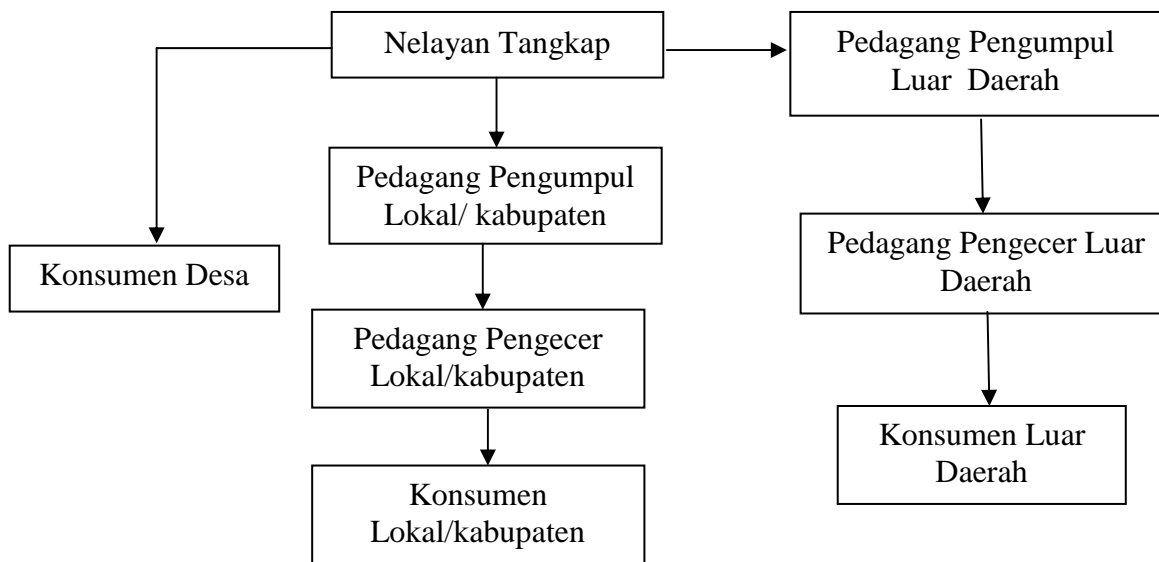 Nelayan Tangkap
Pedagang Pengumpul
Luar Daerah
Pedagang Pengumpul
Lokal/ kabupaten
Konsumen Desa
Pedagang Pengecer Luar
Daerah
Pedagang Pengecer
Lokal/kabupaten
Konsumen Luar
Daerah
Konsumen
Lokal/kabupaten